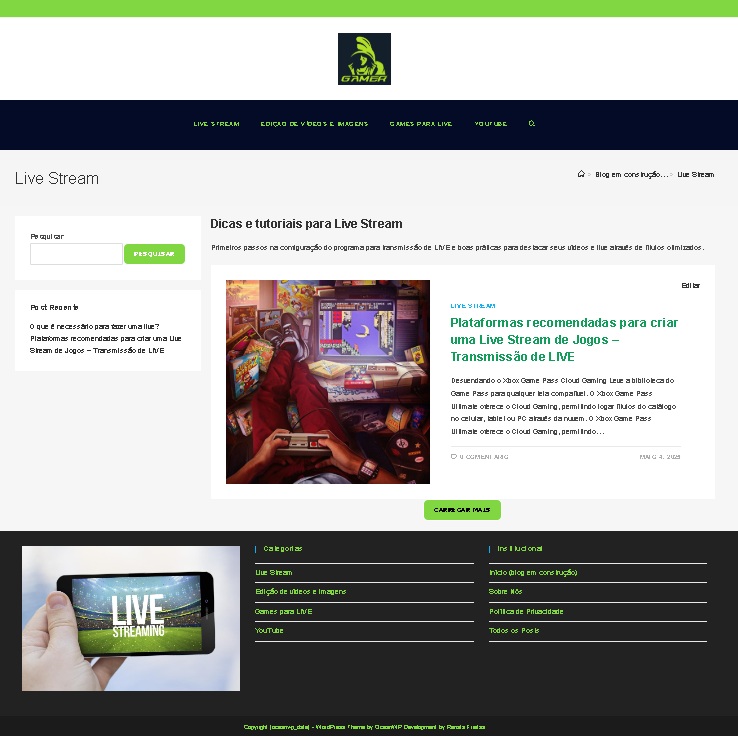 GAMER
LIVE STREAM EDIÇÃO DE VÍDEOS E IMAGENS GAMES PARA LIVE YOUTUBE
Live Stream
> Blog em construção... > Live Stream
Pesquisar
PESQUISAR
Post Recente
O que é necessário para fazer uma live?
Plataformas recomendadas para criar uma Live
Stream de Jogos – Transmissão de LIVE
Dicas e tutoriais para Live Stream
Primeiros passos na configuração do programa para transmissão de LIVE e boas práticas para destacar seus vídeos e live através de títulos otimizados.
Editar
LIVE STREAM
Plataformas recomendadas para criar
uma Live Stream de Jogos –
Transmissão de LIVE
Desvendando o Xbox Game Pass Cloud Gaming Leve a biblioteca do
Game Pass para qualquer tela compatível. O Xbox Game Pass
Ultimate oferece o Cloud Gaming, permitindo jogar títulos do catálogo
no celular, tablet ou PC através da nuvem. O Xbox Game Pass
Ultimate oferece o Cloud Gaming, permitindo...
0 COMENTÁRIO MAIO 4, 2024
CARREGAR MAIS
LIVE
STREAMING
Categorias
Live Stream
Edição de vídeos e imagens
Games para LIVE
YouTube
Institucional
Início (blog em construção)
Sobre Nós
Política de Privacidade
Todos os Posts
Copyright [oceanwp_date] - WordPress Theme by OceanWP Development by Renata Freitas